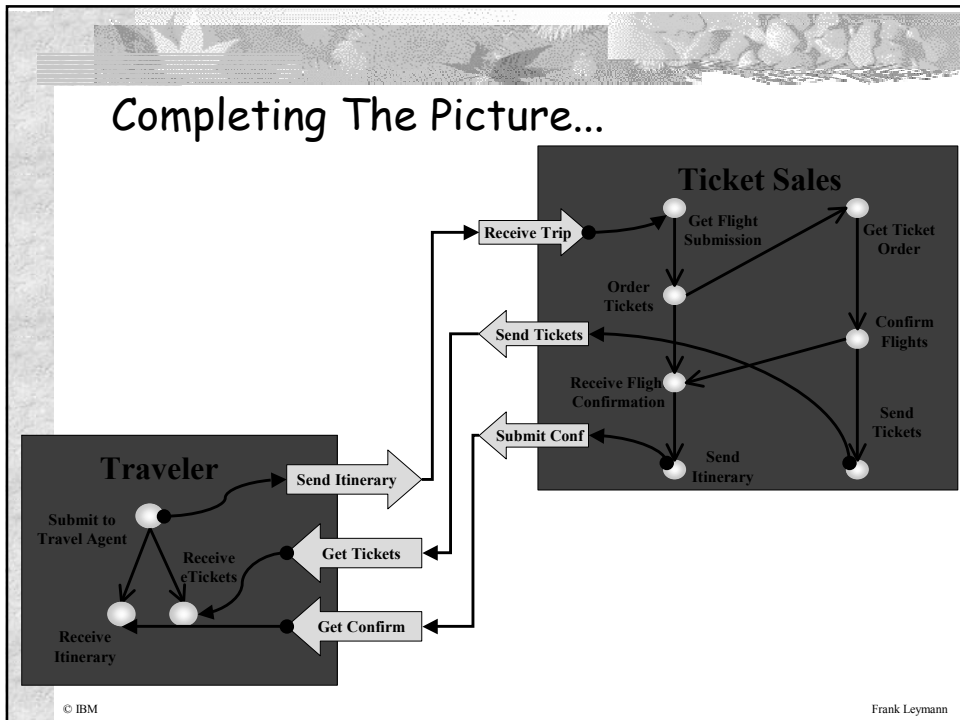 Completing The Picture...
Ticket Sales
Receive Trip
Get Flight
Submission
Get Ticket
Order
Order
Tickets
Send Tickets
Confirm
Flights
Receive Fligh
Confirmation
Submit Conf
Send
Tickets
Send
Itinerary
Traveler
Send Itinerary
Submit to
Travel Agent
Receive
eTickets
Get Tickets
Get Confirm
Receive
Itinerary
© IBM
Frank Leymann